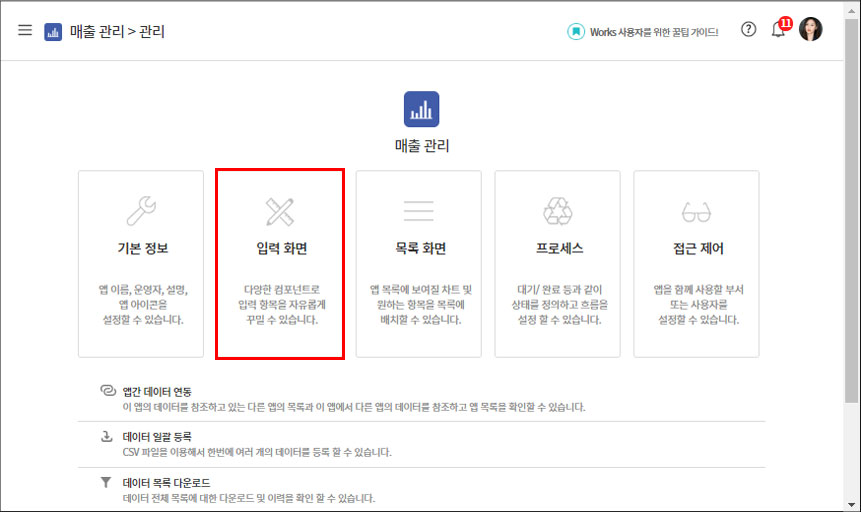 매출 관리 > 관리
Works 사용자를 위한 꿀팁 가이드!
11
매출 관리
기본 정보
앱 이름, 운영자, 설명,
앱 아이콘을
설정할 수 있습니다.
입력 화면
다양한 컴포넌트로
입력 항목을 자유롭게
꾸밀 수 있습니다.
목록 화면
앱 목록에 보여질 차트 및
원하는 항목을 목록에
배치할 수 있습니다.
프로세스
대기/ 완료 등과 같이
상태를 정의하고 흐름을
설정 할 수 있습니다.
접근 제어
앱을 함께 사용할 부서
또는 사용자를
설정할 수 있습니다.
앱간 데이터 연동
이 앱의 데이터를 참조하고 있는 다른 앱의 목록과 이 앱에서 다른 앱의 데이터를 참조하고 앱 목록을 확인할 수 있습니다.
데이터 일괄 등록
CSV 파일을 이용해서 한번에 여러 개의 데이터를 등록 할 수 있습니다.
데이터 목록 다운로드
데이터 전체 목록에 대한 다운로드 및 이력을 확인 할 수 있습니다.